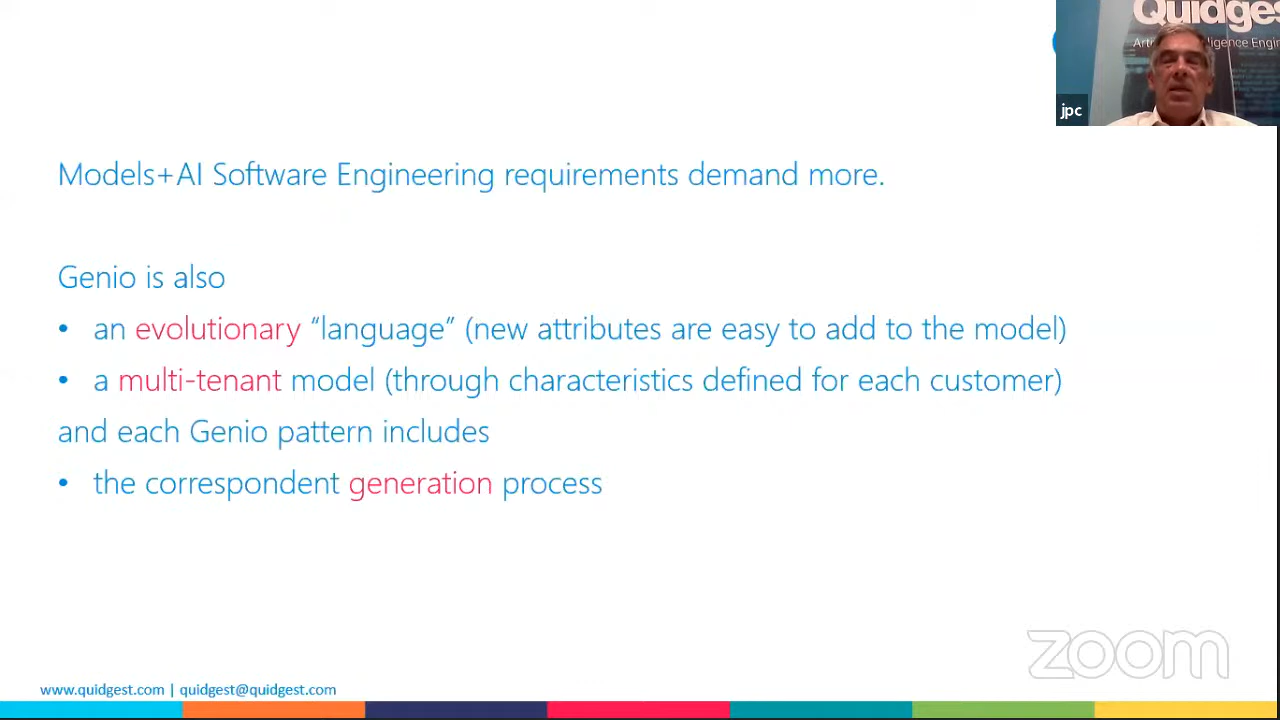 Quidges
Models+AI Software Engineering requirements demand more.
jpc
Genio is also
• an evolutionary “language” (new attributes are easy to add to the model)
• a multi-tenant model (through characteristics defined for each customer)
and each Genio pattern includes
• the correspondent generation process
zoom
www.quidgest.com | quidgest@quidgest.com